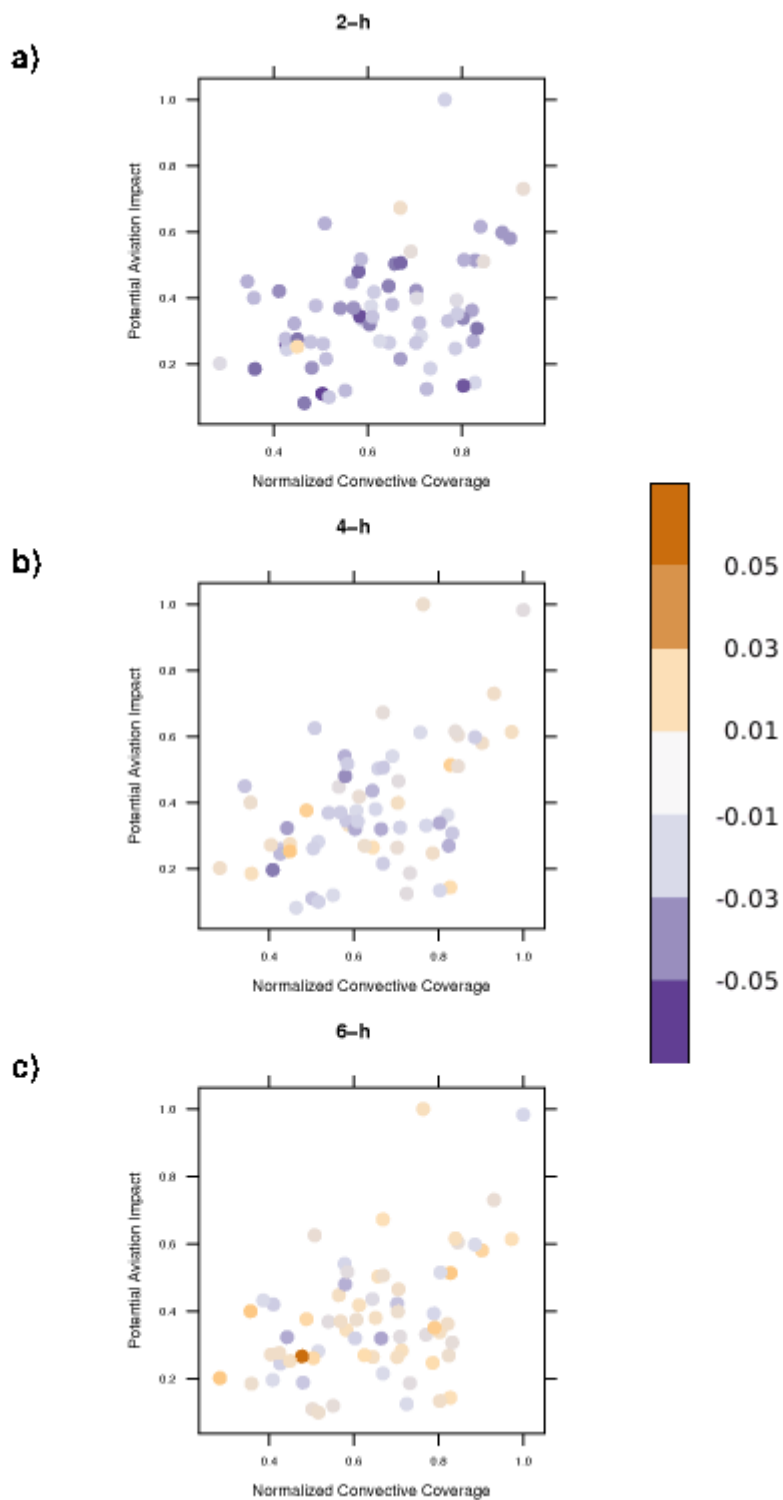 2-h
a)
1.0
0.8
0.6
0.4
0.2
Potential Aviation Impact
0.4 0.6 0.8
Normalized Convective Coverage
4-h
b)
1.0
0.8
0.6
0.4
0.2
Potential Aviation Impact
0.4 0.6 0.8 1.0
Normalized Convective Coverage
0.05
0.03
0.01
-0.01
-0.03
-0.05
6-h
c)
1.0
0.8
0.6
0.4
0.2
Potential Aviation Impact
0.4 0.6 0.8 1.0
Normalized Convective Coverage